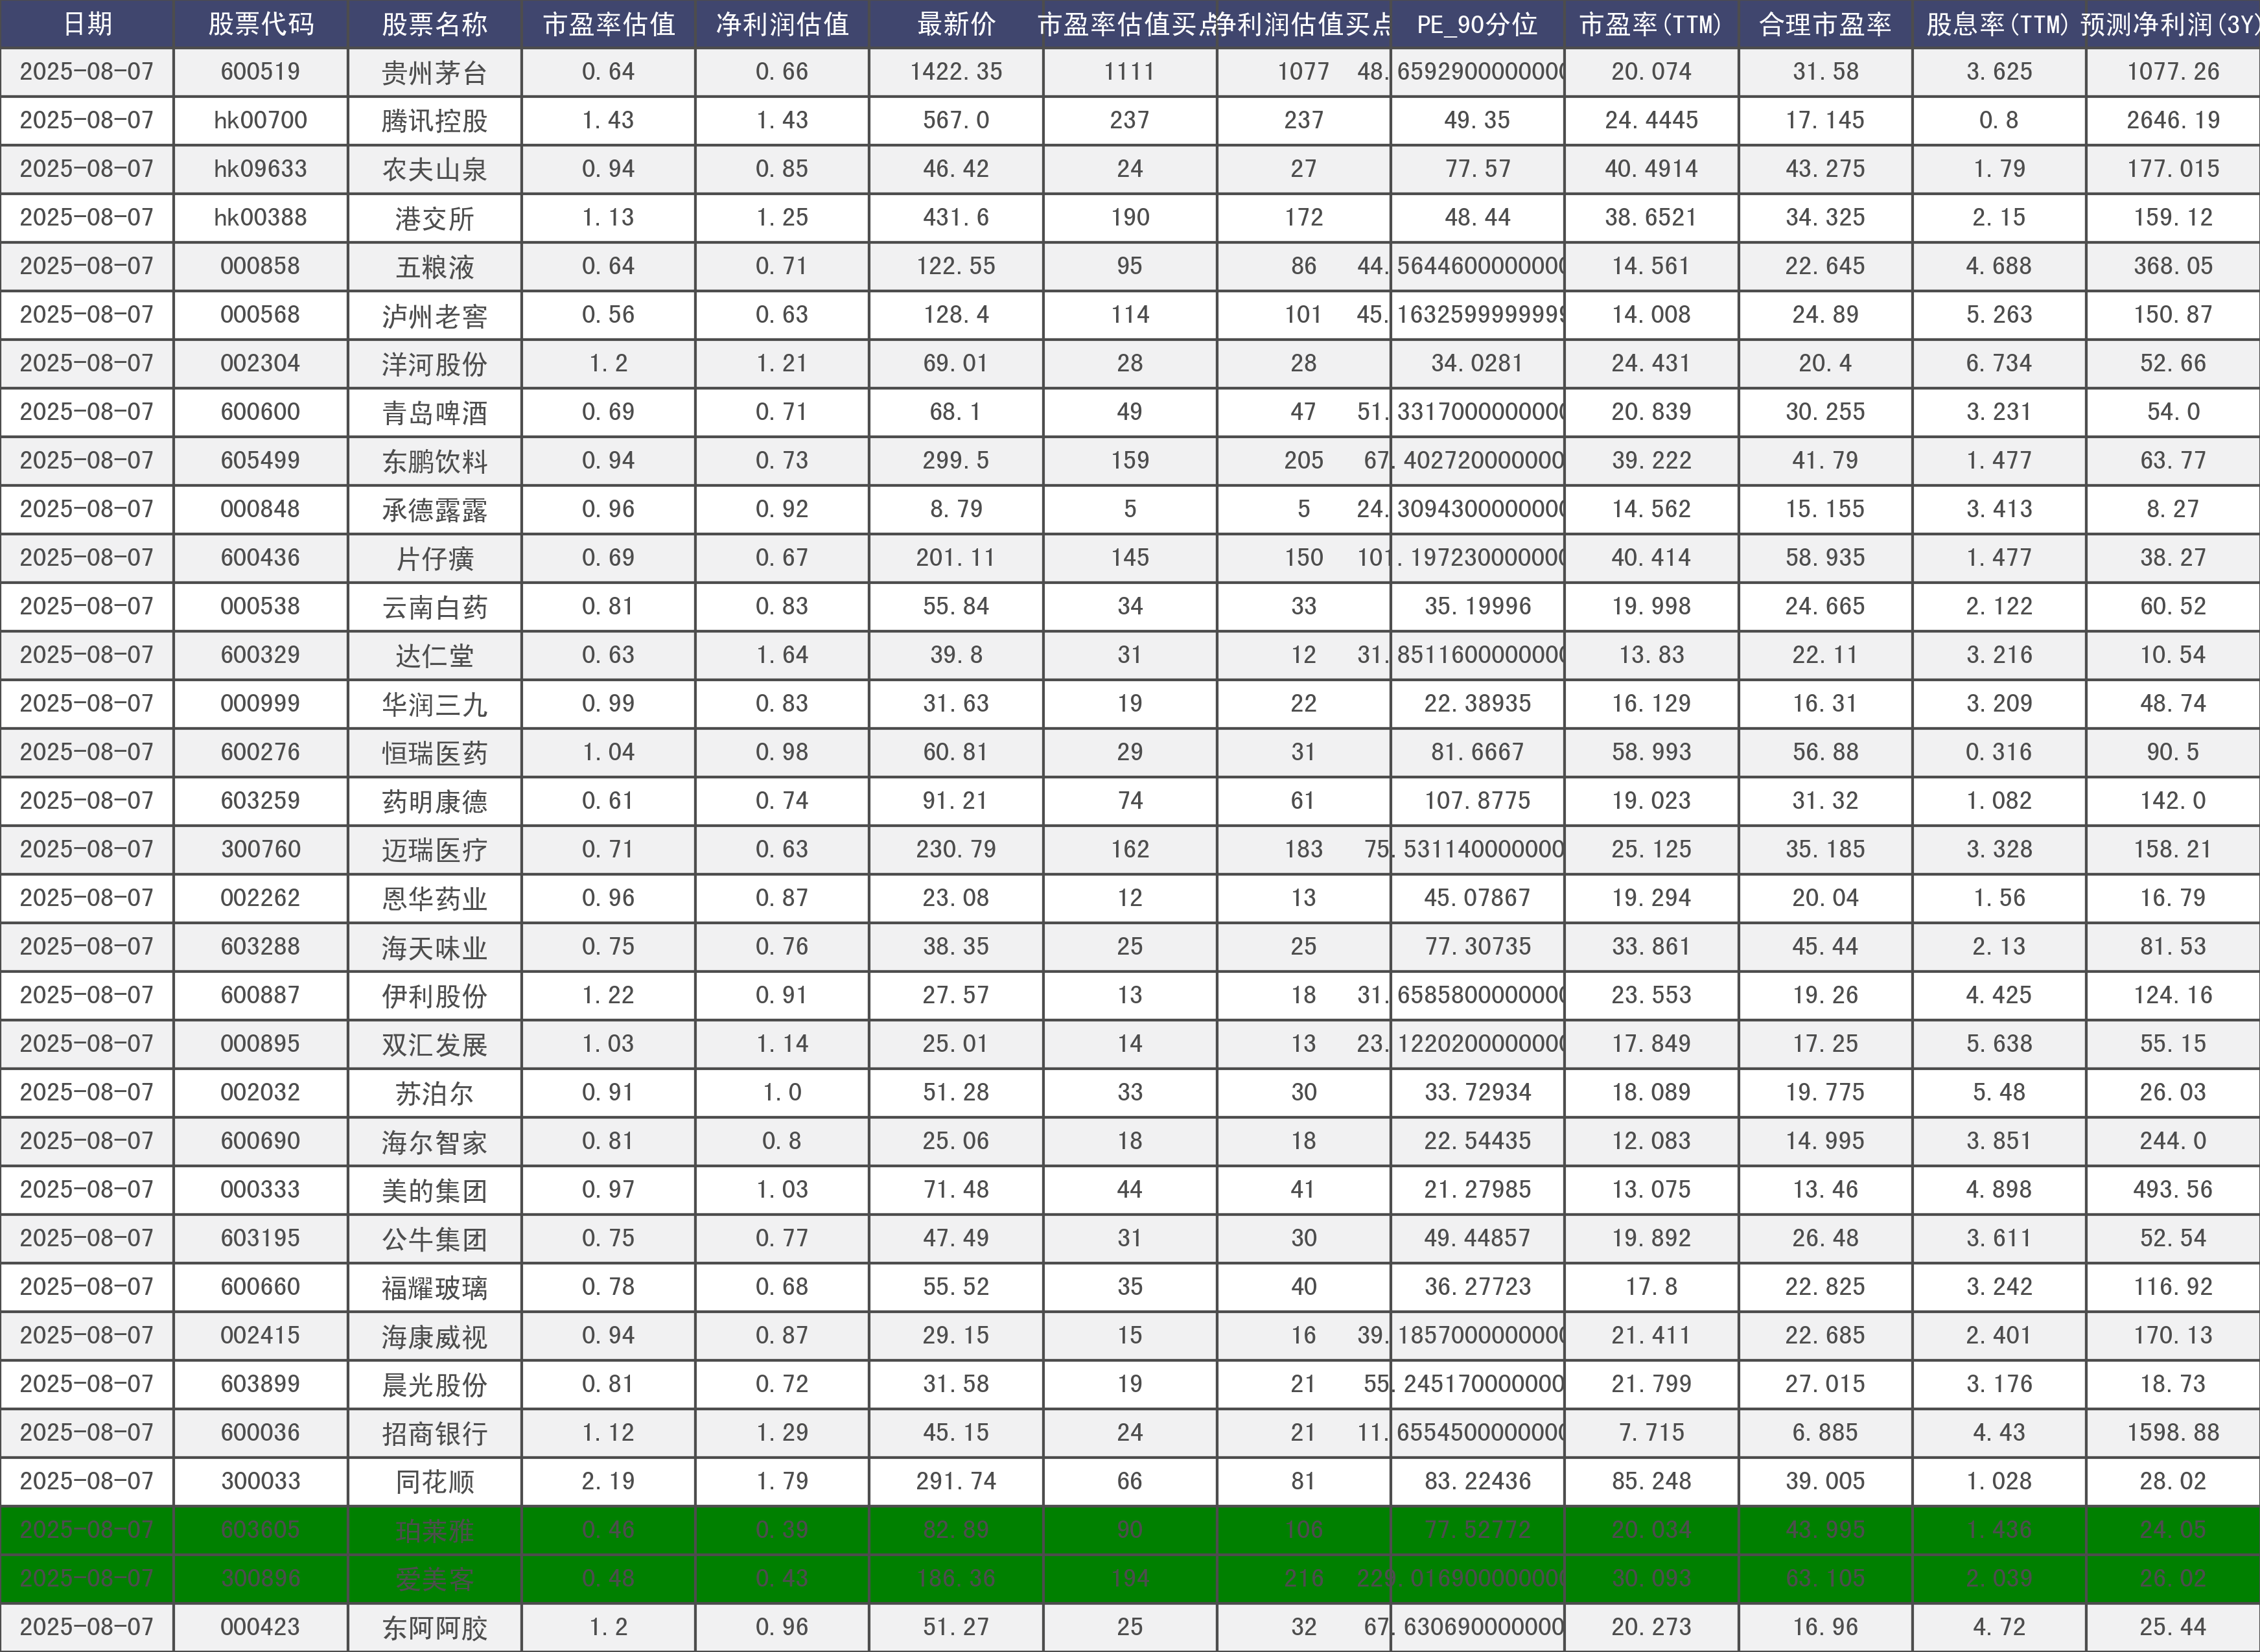 日期 股票代码 股票名称 市盈率估值 净利润估值 最新价 市盈率估值买点 净利润估值买点 PE_90分位 市盈率(TTM) 合理市盈率 股息率(TTM) 预测净利润(3Y)
2025-08-07 600519 贵州茅台 0.64 0.66 1422.35 1111 1077 48.6592900000000 20.074 31.58 3.625 1077.26
2025-08-07 hk00700 腾讯控股 1.43 1.43 567.0 237 237 49.35 24.4445 17.145 0.8 2646.19
2025-08-07 hk09633 农夫山泉 0.94 0.85 46.42 24 27 77.57 40.4914 43.275 1.79 177.015
2025-08-07 hk00388 港交所 1.13 1.25 431.6 190 172 48.44 38.6521 34.325 2.15 159.12
2025-08-07 000858 五粮液 0.64 0.71 122.55 95 86 44.5644600000000 14.561 22.645 4.688 368.05
2025-08-07 000568 泸州老窖 0.56 0.63 128.4 114 101 45.1632599999999 14.008 24.89 5.263 150.87
2025-08-07 002304 洋河股份 1.2 1.21 69.01 28 28 34.0281 24.431 20.4 6.734 52.66
2025-08-07 600600 青岛啤酒 0.69 0.71 68.1 49 47 51.3317000000000 20.839 30.255 3.231 54.0
2025-08-07 605499 东鹏饮料 0.94 0.73 299.5 159 205 67.402720000000 39.222 41.79 1.477 63.77
2025-08-07 000848 承德露露 0.96 0.92 8.79 5 5 24.3094300000000 14.562 15.155 3.413 8.27
2025-08-07 600436 片仔癀 0.69 0.67 201.11 145 150 101.197230000000 40.414 58.935 1.477 38.27
2025-08-07 000538 云南白药 0.81 0.83 55.84 34 33 35.19996 19.998 24.665 2.122 60.52
2025-08-07 600329 达仁堂 0.63 1.64 39.8 31 12 31.8511600000000 13.83 22.11 3.216 10.54
2025-08-07 000999 华润三九 0.99 0.83 31.63 19 22 22.38935 16.129 16.31 3.209 48.74
2025-08-07 600276 恒瑞医药 1.04 0.98 60.81 29 31 81.6667 58.993 56.88 0.316 90.5
2025-08-07 603259 药明康德 0.61 0.74 91.21 74 61 107.8775 19.023 31.32 1.082 142.0
2025-08-07 300760 迈瑞医疗 0.71 0.63 230.79 162 183 75.531140000000 25.125 35.185 3.328 158.21
2025-08-07 002262 恩华药业 0.96 0.87 23.08 12 13 45.07867 19.294 20.04 1.56 16.79
2025-08-07 603288 海天味业 0.75 0.76 38.35 25 25 77.30735 33.861 45.44 2.13 81.53
2025-08-07 600887 伊利股份 1.22 0.91 27.57 13 18 31.6585800000000 23.553 19.26 4.425 124.16
2025-08-07 000895 双汇发展 1.03 1.14 25.01 14 13 23.1220200000000 17.849 17.25 5.638 55.15
2025-08-07 002032 苏泊尔 0.91 1.0 51.28 33 30 33.72934 18.089 19.775 5.48 26.03
2025-08-07 600690 海尔智家 0.81 0.8 25.06 18 18 22.54435 12.083 14.995 3.851 244.0
2025-08-07 000333 美的集团 0.97 1.03 71.48 44 41 21.27985 13.075 13.46 4.898 493.56
2025-08-07 603195 公牛集团 0.75 0.77 47.49 31 30 49.44857 19.892 26.48 3.611 52.54
2025-08-07 600660 福耀玻璃 0.78 0.68 55.52 35 40 36.27723 17.8 22.825 3.242 116.92
2025-08-07 002415 海康威视 0.94 0.87 29.15 15 16 39.1857000000000 21.411 22.685 2.401 170.13
2025-08-07 603899 晨光股份 0.81 0.72 31.58 19 21 55.245170000000 21.799 27.015 3.176 18.73
2025-08-07 600036 招商银行 1.12 1.29 45.15 24 21 11.6554500000000 7.715 6.885 4.43 1598.88
2025-08-07 300033 同花顺 2.19 1.79 291.74 66 81 83.22436 85.248 39.005 1.028 28.02
2025-08-07 603605 珀莱雅 0.46 0.39 82.89 90 106 77.52772 20.034 43.995 1.436 24.05
2025-08-07 300896 爱美客 0.48 0.43 186.36 194 216 229.016900000000 30.093 63.105 2.039 26.02
2025-08-07 000423 东阿阿胶 1.2 0.96 51.27 25 32 67.630690000000 20.273 16.96 4.72 25.44